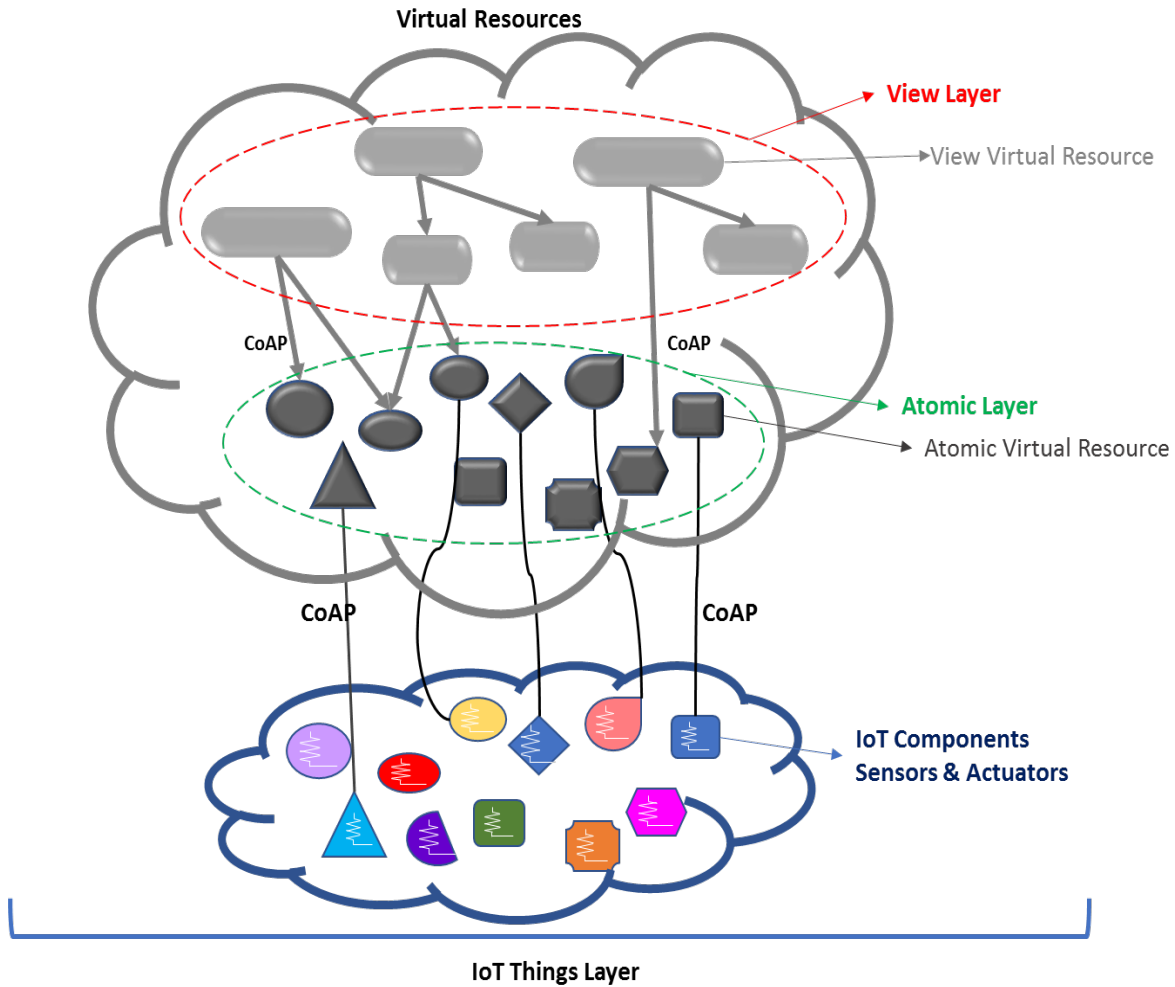 Virtual Resources
View Layer
View Virtual Resource
CoAP
CoAP
Atomic Layer
Atomic Virtual Resource
CoAP
CoAP
IoT Components
Sensors & Actuators
IoT Things Layer